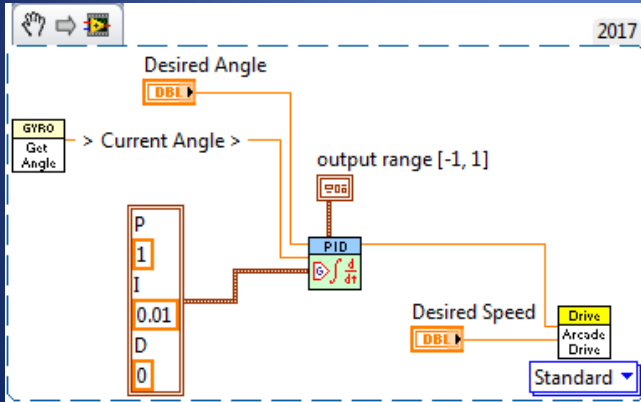 2017
Desired Angle
DBL
GYRO
Get
Angle
> Current Angle >
output range [-1, 1]
P
1
I
0.01
D
0
PID
G ∫ d
dt
Desired Speed
DBL
Drive
Arcade
Drive
Standard